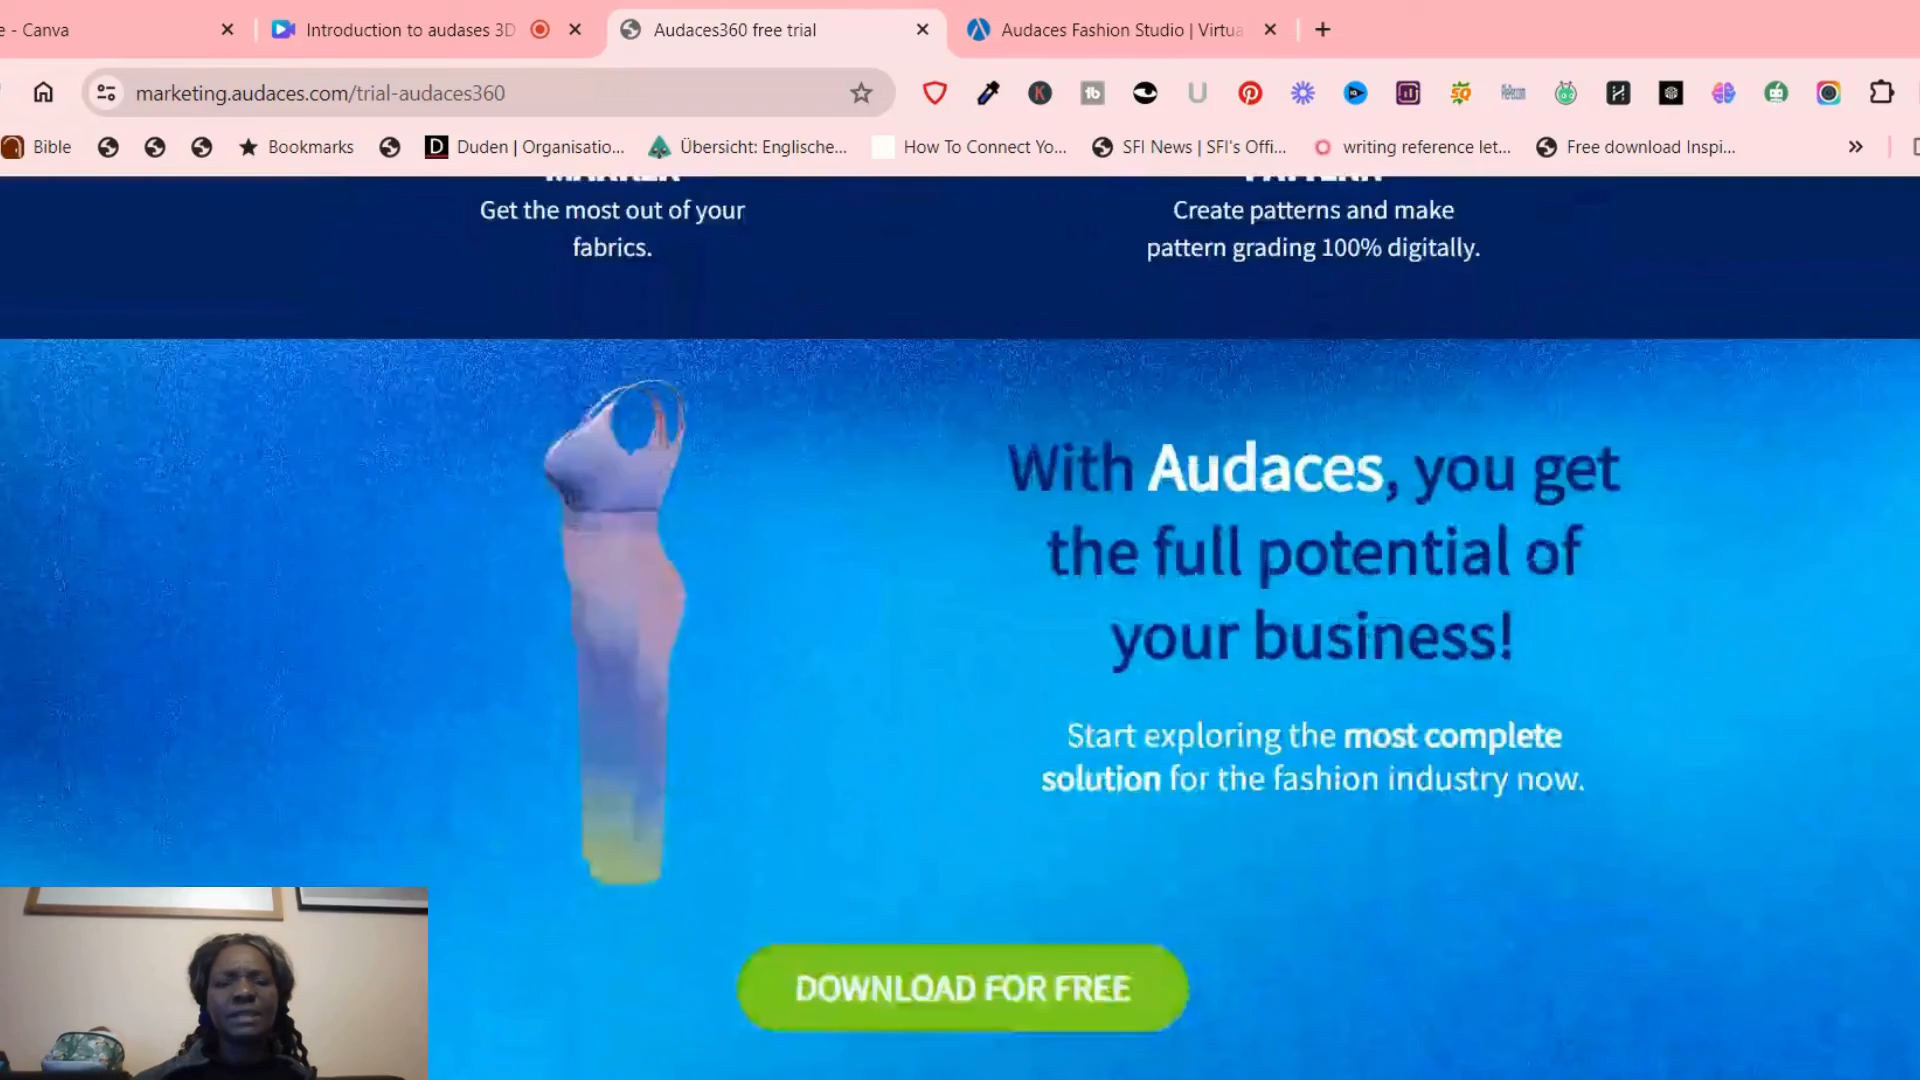 e - Canva
Introduction to audases 3D
Audaces360 free trial
Audaces Fashion Studio | Virtua
marketing.audaces.com/trial-audaces360
Bible
Bookmarks
D Duden | Organisatio...
Übersicht: Englische...
How To Connect Yo...
SFI News | SFI's Offi...
writing reference let...
Free download Inspi...
MARKER
Get the most out of your
fabrics.
PATTERN
Create patterns and make
pattern grading 100% digitally.
With Audaces, you get
the full potential of
your business!
Start exploring the most complete
solution for the fashion industry now.
DOWNLOAD FOR FREE